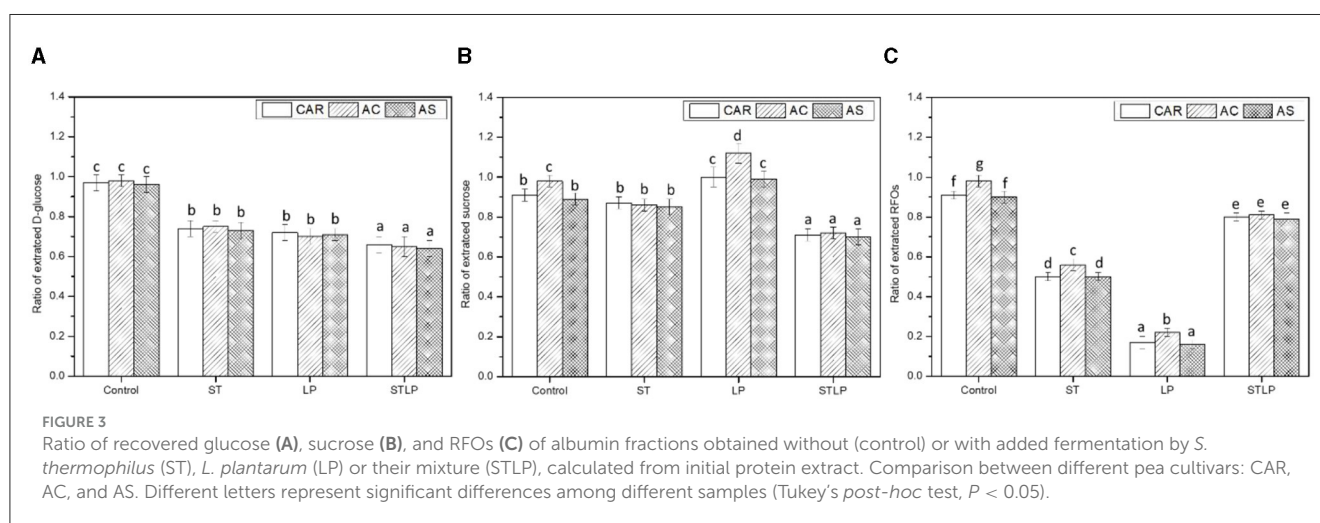 A
B
C
Ratio of extratced D-glucose
1.4
1.2
1.0
0.8
0.6
0.4
0.2
0.0
CAR AC AS
c c c
b b b
b b b
a a a
Control ST LP STLP
Ratio of extratced sucrose
1.4
1.2
1.0
0.8
0.6
0.4
0.2
0.0
CAR AC AS
b c b
b b b
c d c
a a a
Control ST LP STLP
Ratio of extratced RFOs
1.4
1.2
1.0
0.8
0.6
0.4
0.2
0.0
CAR AC AS
f g f
d c d
a b a
e e e
Control ST LP STLP
FIGURE 3
Ratio of recovered glucose (A), sucrose (B), and RFOs (C) of albumin fractions obtained without (control) or with added fermentation by S.
thermophilus (ST), L. plantarum (LP) or their mixture (STLP), calculated from initial protein extract. Comparison between different pea cultivars: CAR,
AC, and AS. Different letters represent significant differences among different samples (Tukey's post-hoc test, P < 0.05).